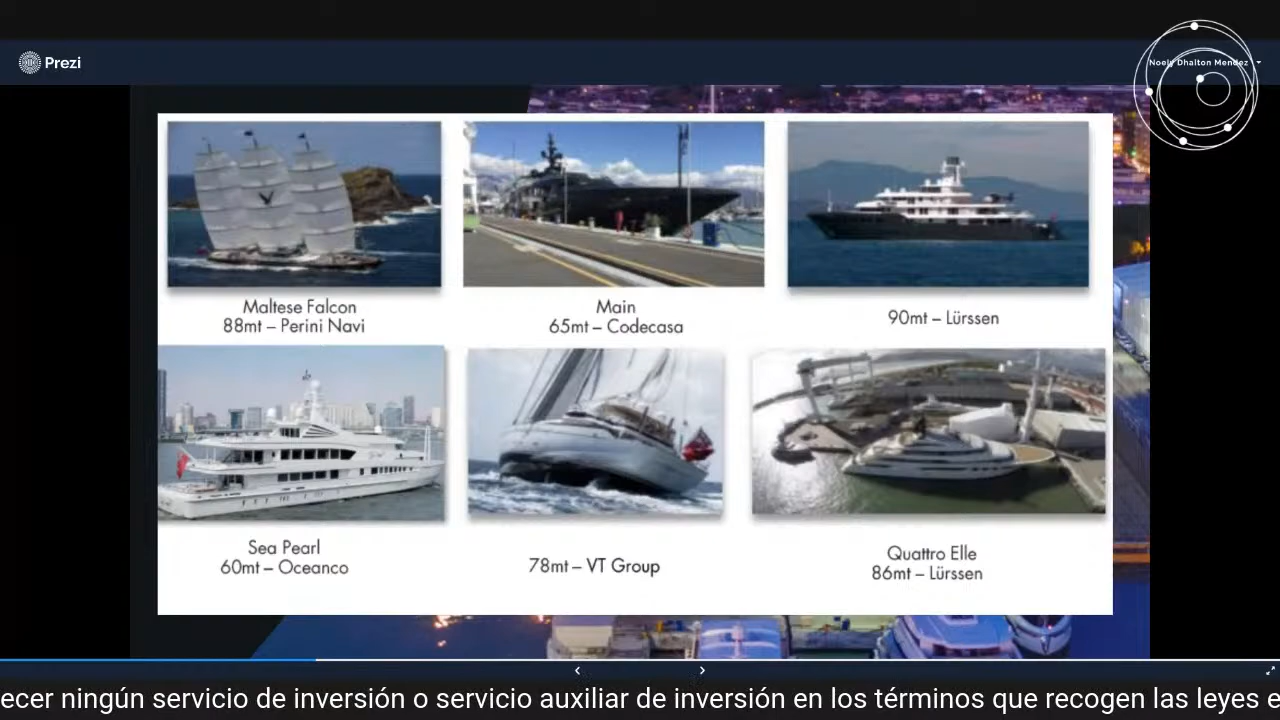 Prezi
Noely Dhalton Mendez
Maltese Falcon
88mt – Perini Navi
Main
65mt – Codecasa
90mt – Lürssen
Sea Pearl
60mt – Oceanco
78mt – VT Group
Quattro Elle
86mt – Lürssen
ecer ningún servicio de inversión o servicio auxiliar de inversión en los términos que recogen las leyes e